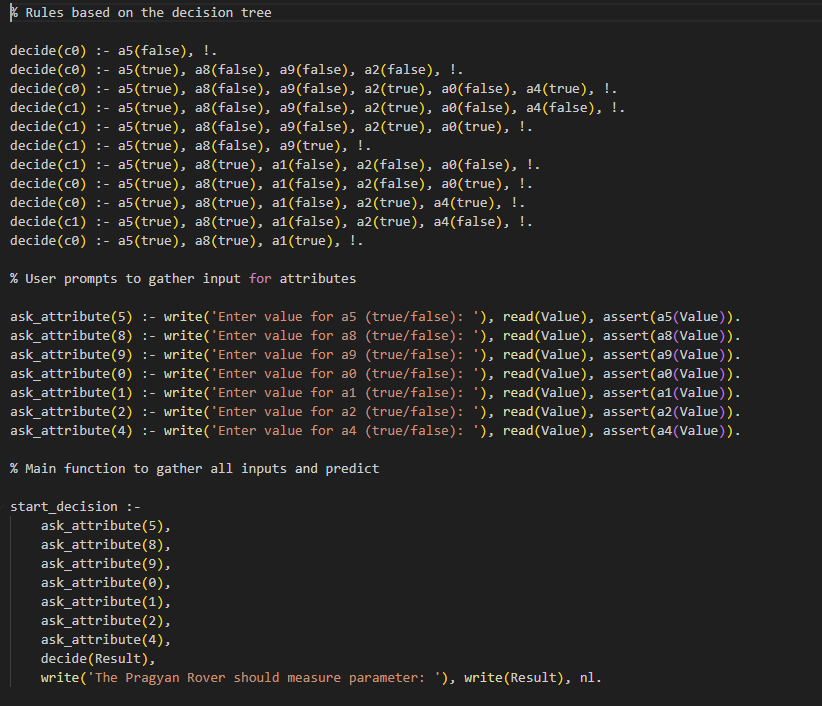 % Rules based on the decision tree
decide(c0) :- a5(false), !.
decide(c0) :- a5(true), a8(false), a9(false), a2(false), !.
decide(c0) :- a5(true), a8(false), a9(false), a2(true), a0(false), a4(true), !.
decide(c1) :- a5(true), a8(false), a9(false), a2(true), a0(false), a4(false), !.
decide(c1) :- a5(true), a8(false), a9(false), a2(true), a0(true), !.
decide(c1) :- a5(true), a8(false), a9(true), !.
decide(c1) :- a5(true), a8(true), a1(false), a2(false), a0(false), !.
decide(c0) :- a5(true), a8(true), a1(false), a2(false), a0(true), !.
decide(c0) :- a5(true), a8(true), a1(false), a2(true), a4(true), !.
decide(c1) :- a5(true), a8(true), a1(false), a2(true), a4(false), !.
decide(c0) :- a5(true), a8(true), a1(true), !.
% User prompts to gather input for attributes
ask_attribute(5) :- write('Enter value for a5 (true/false): '), read(Value), assert(a5(Value)).
ask_attribute(8) :- write('Enter value for a8 (true/false): '), read(Value), assert(a8(Value)).
ask_attribute(9) :- write('Enter value for a9 (true/false): '), read(Value), assert(a9(Value)).
ask_attribute(0) :- write('Enter value for a0 (true/false): '), read(Value), assert(a0(Value)).
ask_attribute(1) :- write('Enter value for a1 (true/false): '), read(Value), assert(a1(Value)).
ask_attribute(2) :- write('Enter value for a2 (true/false): '), read(Value), assert(a2(Value)).
ask_attribute(4) :- write('Enter value for a4 (true/false): '), read(Value), assert(a4(Value)).
% Main function to gather all inputs and predict
start_decision :-
    ask_attribute(5),
    ask_attribute(8),
    ask_attribute(9),
    ask_attribute(0),
    ask_attribute(1),
    ask_attribute(2),
    ask_attribute(4),
    decide(Result),
    write('The Pragyan Rover should measure parameter: '), write(Result), nl.